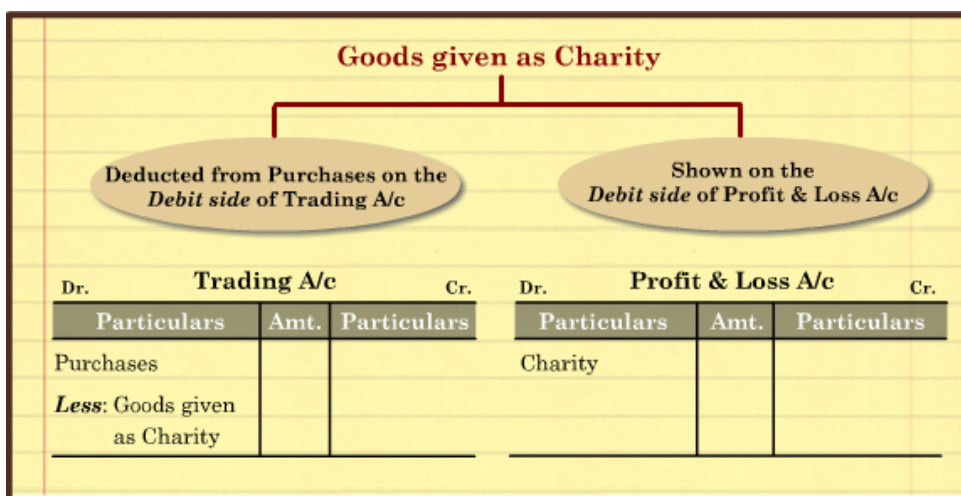 Goods given as Charity
Deducted from Purchases on the
Debit side of Trading A/c
Shown on the
Debit side of Profit & Loss A/c
Dr. Trading A/c Cr.
Particulars Amt. Particulars
Purchases
Less: Goods given
as Charity
Dr. Profit & Loss A/c Cr.
Particulars Amt. Particulars
Charity